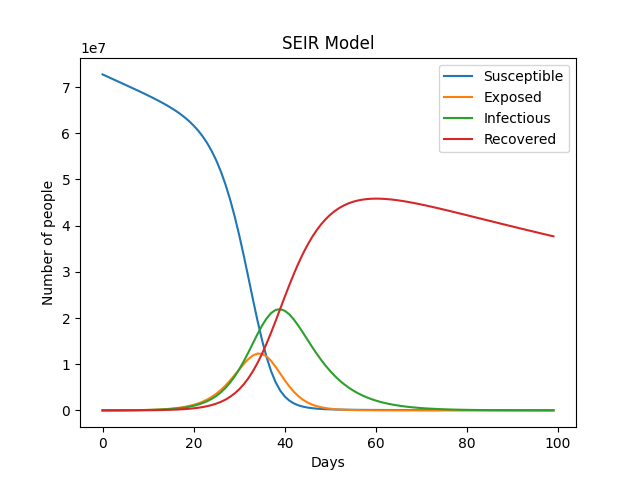 SEIR Model
1e7
Susceptible
Exposed
Infectious
Recovered
Number of people
7
6
5
4
3
2
1
0
0 20 40 60 80 100
Days